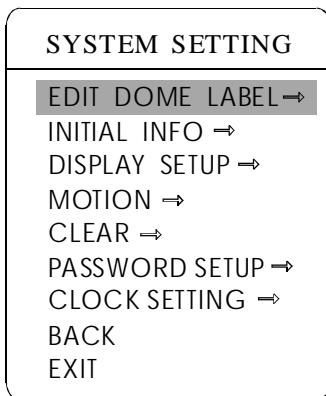 SYSTEM SETTING
EDIT DOME LABEL→
INITIAL INFO →
DISPLAY SETUP →
MOTION →
CLEAR →
PASSWORD SETUP →
CLOCK SETTING →
BACK
EXIT